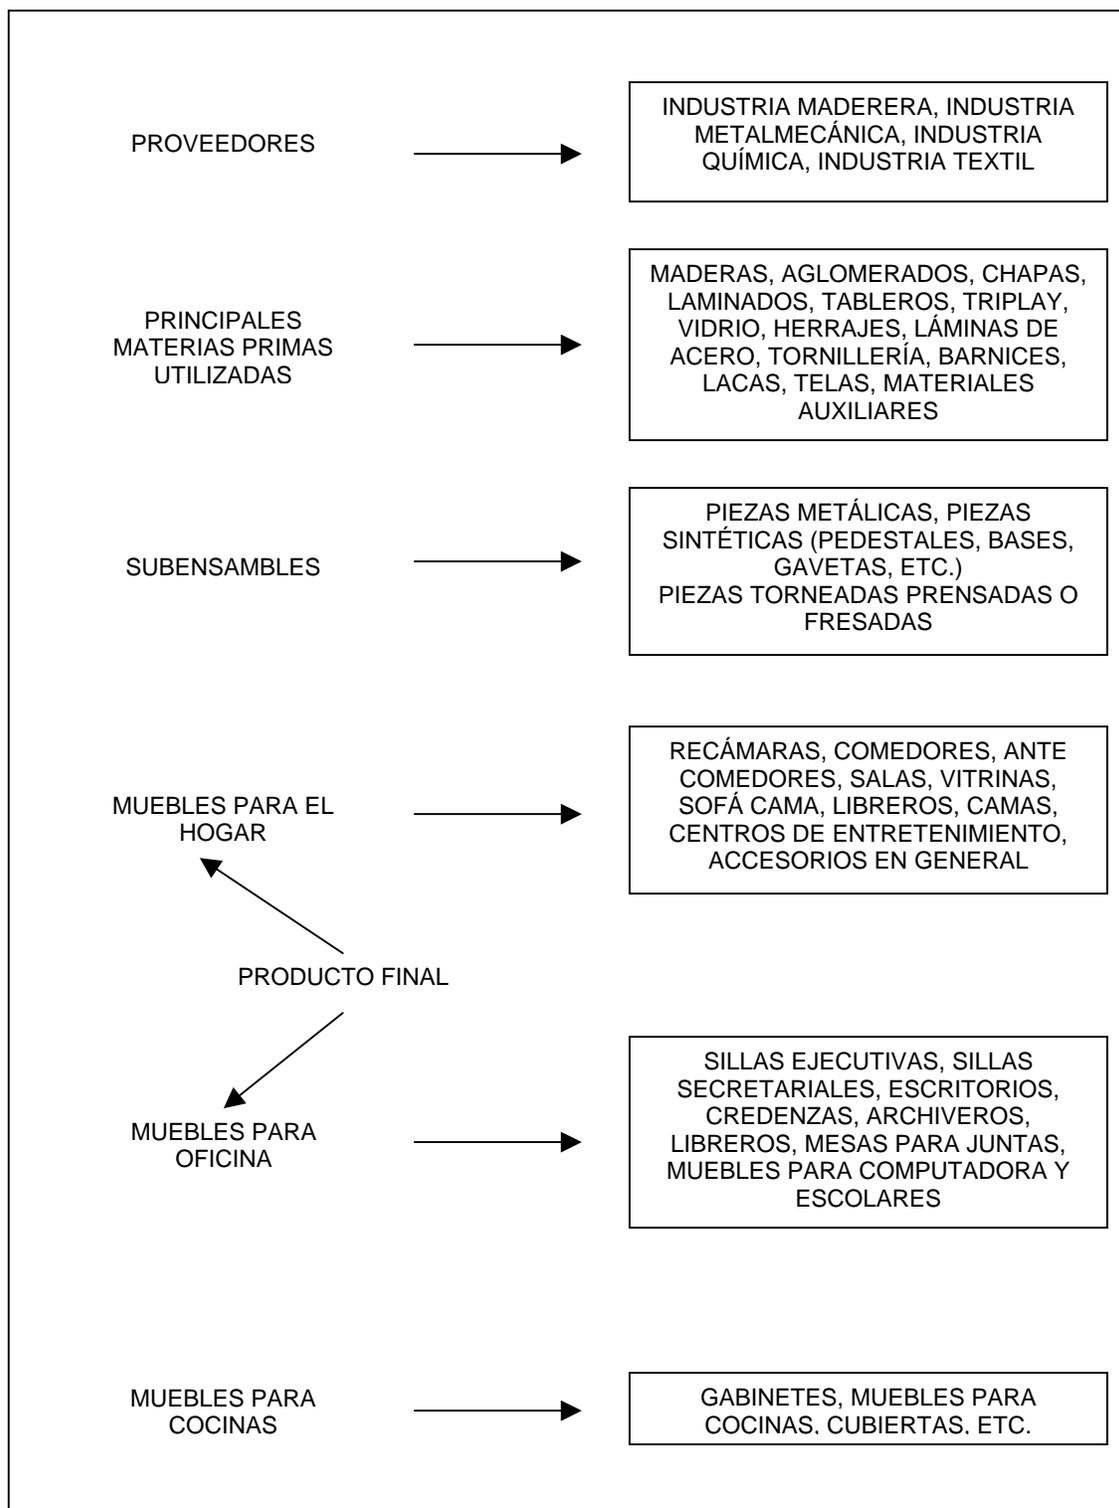 PROVEEDORES
INDUSTRIA MADERERA, INDUSTRIA
METALMECÁNICA, INDUSTRIA
QUÍMICA, INDUSTRIA TEXTIL
PRINCIPALES
MATERIAS PRIMAS
UTILIZADAS
MADERAS, AGLOMERADOS, CHAPAS,
LAMINADOS, TABLEROS, TRIPLAY,
VIDRIO, HERRAJES, LÁMINAS DE
ACERO, TORNILLERÍA, BARNICES,
LACAS, TELAS, MATERIALES
AUXILIARES
SUBENSAMBLES
PIEZAS METÁLICAS, PIEZAS
SINTÉTICAS (PEDESTALES, BASES,
GAVETAS, ETC.)
PIEZAS TORNEADAS PRENSADAS O
FRESADAS
MUEBLES PARA EL
HOGAR
RECÁMARAS, COMEDORES, ANTE
COMEDORES, SALAS, VITRINAS,
SOFÁ CAMA, LIBREROS, CAMAS,
CENTROS DE ENTRETENIMIENTO,
ACCESORIOS EN GENERAL
PRODUCTO FINAL
MUEBLES PARA
OFICINA
SILLAS EJECUTIVAS, SILLAS
SECRETARIALES, ESCRITORIOS,
CREDENZAS, ARCHIVEROS,
LIBREROS, MESAS PARA JUNTAS,
MUEBLES PARA COMPUTADORA Y
ESCOLARES
MUEBLES PARA
COCINAS
GABINETES, MUEBLES PARA
COCINAS, CUBIERTAS, ETC.